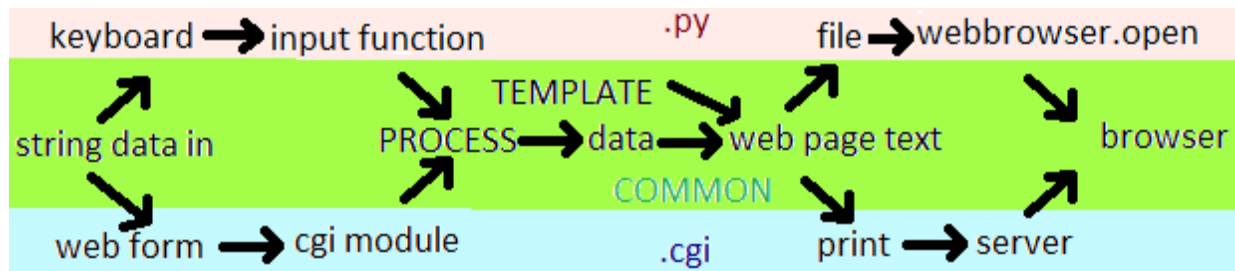 keyboard input function .py file webbrowser.open
TEMPLATE
string data in PROCESS data web page text browser
COMMON
web form cgi module .cgi print server